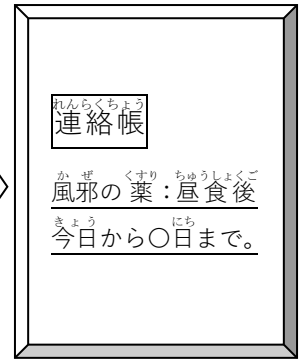 連絡帳
風邪の薬：昼食後
今日から〇日まで。